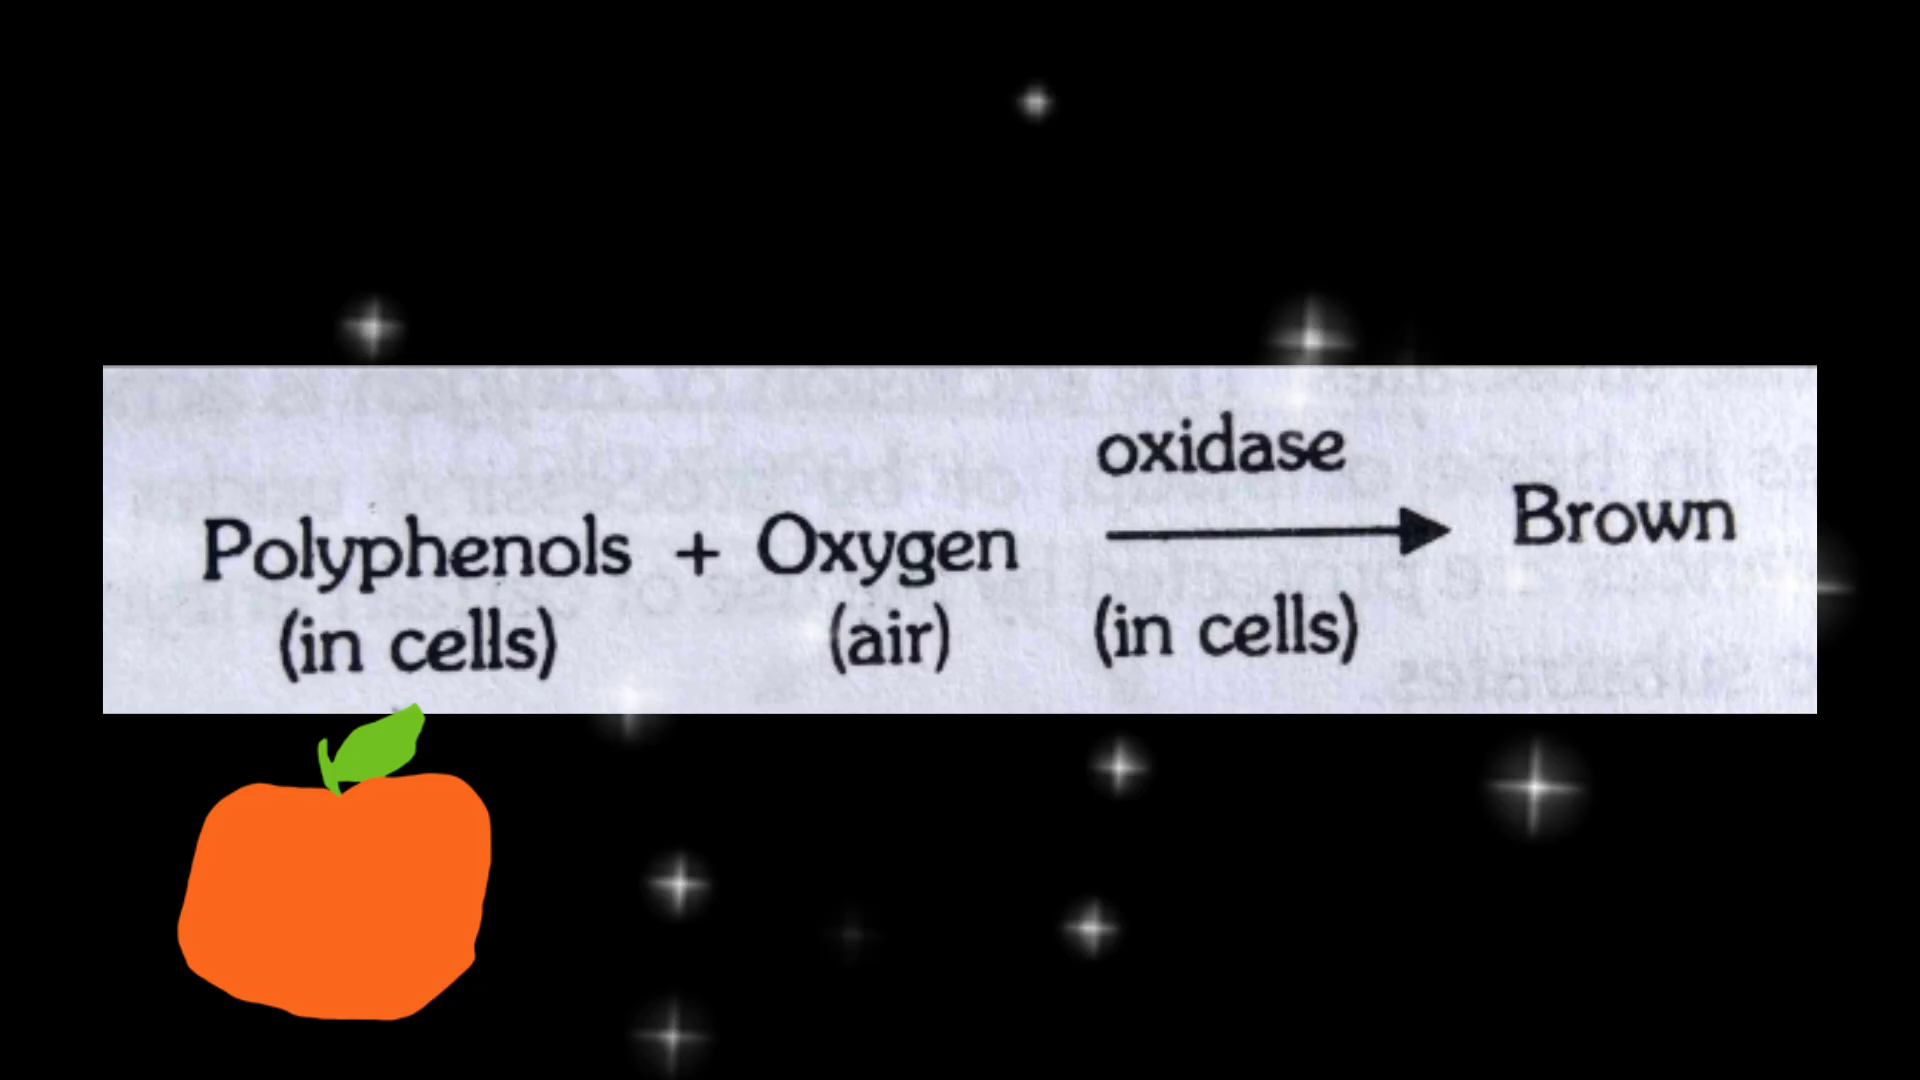 oxidase
Polyphenols + Oxygen → Brown
(in cells) (air) (in cells)